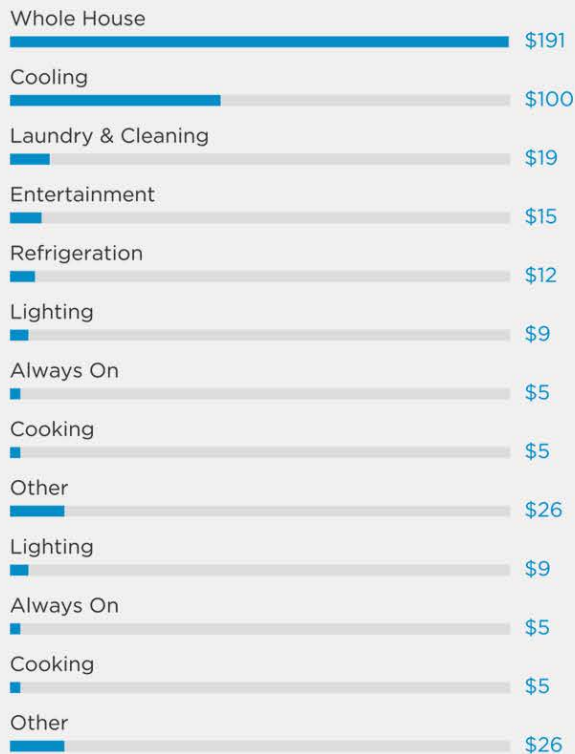 Whole House
$191
Cooling
$100
Laundry & Cleaning
$19
Entertainment
$15
Refrigeration
$12
Lighting
$9
Always On
$5
Cooking
$5
Other
$26
Lighting
$9
Always On
$5
Cooking
$5
Other
$26